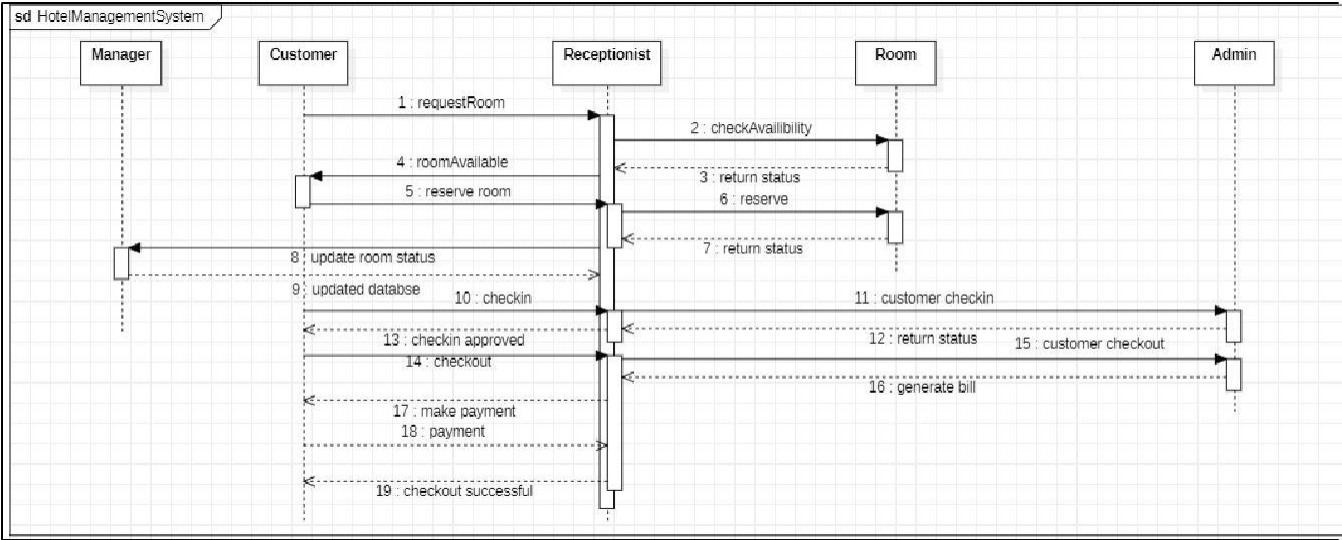 sd HotelManagementSystem
Manager
Customer
Receptionist
Room
Admin
1 : requestRoom
2 : checkAvailibility
3 : return status
4 : roomAvailable
5 : reserve room
6 : reserve
7 : return status
8 : update room status
9 : updated databse
10 : checkin
11 : customer checkin
12 : return status
13 : checkin approved
14 : checkout
15 : customer checkout
16 : generate bill
17 : make payment
18 : payment
19 : checkout successful